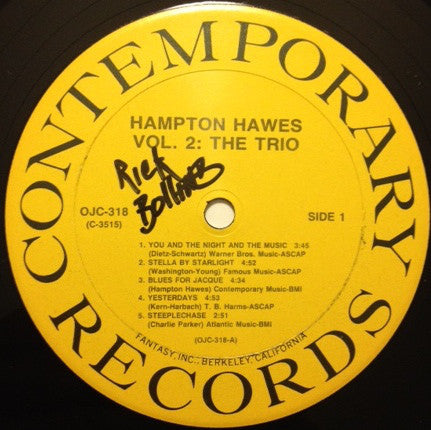 CONTEMPORARY RECORDS
HAMPTON HAWES
VOL. 2: THE TRIO
Rick
OJC-318
(C-3515)
SIDE 1
1. YOU AND THE NIGHT AND THE MUSIC 3:45
(Dietz-Schwartz) Warner Bros. Music-ASCAP
2. STELLA BY STARLIGHT 4:52
(Washington-Young) Famous Music-ASCAP
3. BLUES FOR JACQUE 4:34
(Hampton Hawes) Contemporary Music-BMI
4. YESTERDAYS 4:53
(Kern-Harbach) T. B. Harms-ASCAP
5. STEEPLECHASE 2:51
(Charlie Parker) Atlantic Music-BMI
(OJC-318-A)
FANTASY, INC., BERKELEY, CALIFORNIA